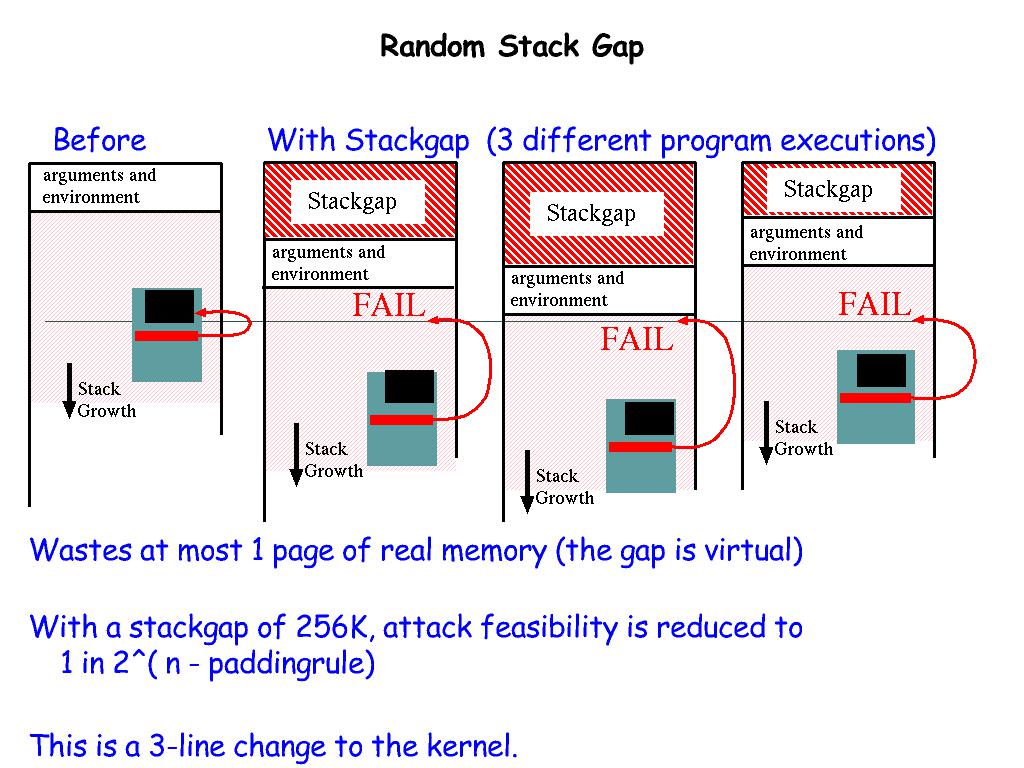 Random Stack Gap
Before
With Stackgap (3 different program executions)
arguments and
environment
Stack
Growth
Stackgap
arguments and
environment
FAIL
Stack
Growth
Stackgap
arguments and
environment
FAIL
Stack
Growth
Stackgap
arguments and
environment
FAIL
Stack
Growth
Wastes at most 1 page of real memory (the gap is virtual)
With a stackgap of 256K, attack feasibility is reduced to
1 in 2^( n - paddingrule)
This is a 3-line change to the kernel.